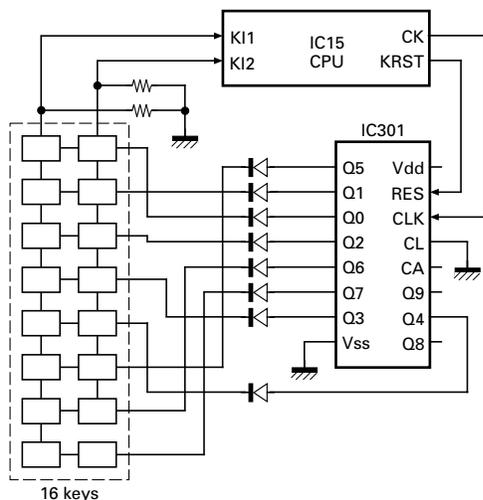 KI1
IC15
CK
KI2
CPU
KRST
IC301
Q5
Vdd
Q1
RES
Q0
CLK
Q2
CL
Q6
CA
Q7
Q9
Q3
Q4
Vss
Q8
16 keys